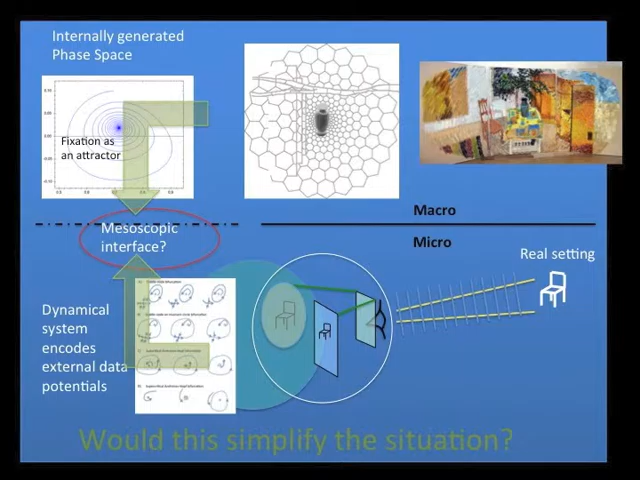 Internally generated
Phase Space
Fixation as
an attractor
Macro
Mesoscopic
interface?
Micro
Real setting
Dynamical
system
encodes
external data
potentials
Would this simplify the situation?